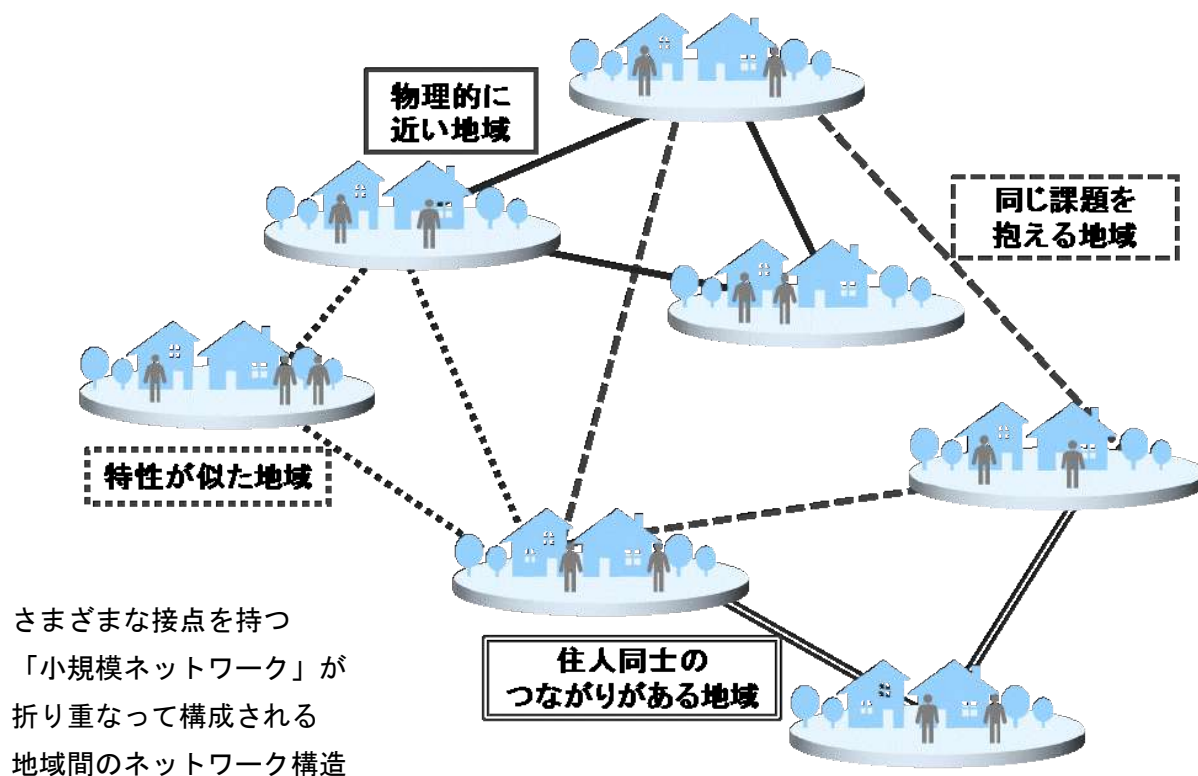 物理的に
近い地域
同じ課題を
抱える地域
特性が似た地域
住人同士の
つながりがある地域
さまざまな接点を持つ
「小規模ネットワーク」が
折り重なって構成される
地域間のネットワーク構造